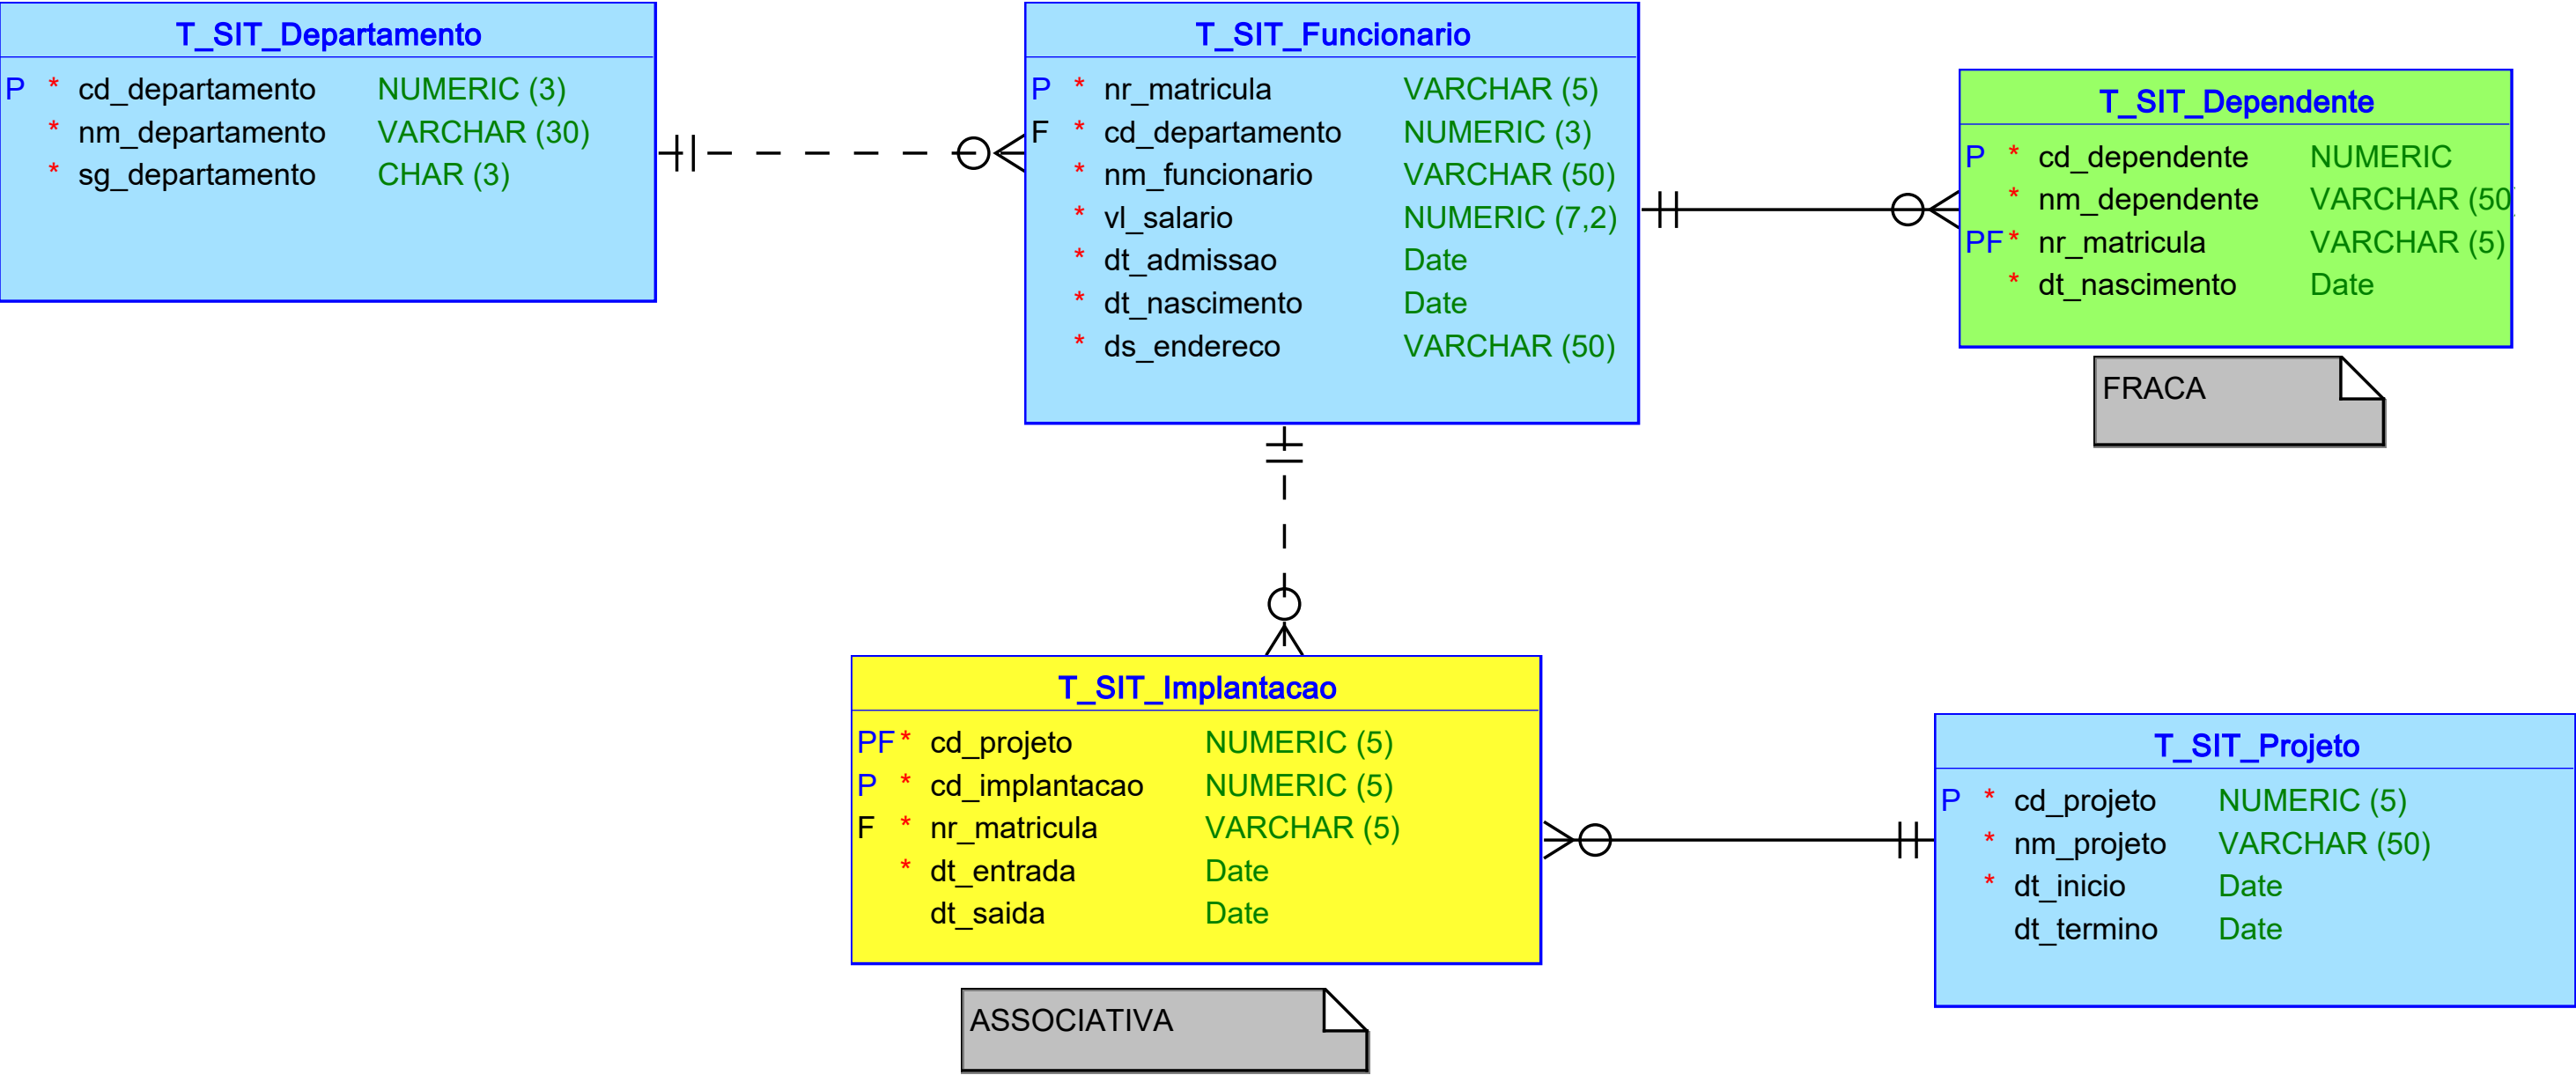 T_SIT_Departamento
P * cd_departamento NUMERIC (3)
* nm_departamento VARCHAR (30)
* sg_departamento CHAR (3)
T_SIT_Funcionario
P * nr_matricula VARCHAR (5)
F * cd_departamento NUMERIC (3)
* nm_funcionario VARCHAR (50)
* vl_salario NUMERIC (7,2)
* dt_admissao Date
* dt_nascimento Date
* ds_endereco VARCHAR (50)
T_SIT_Dependente
P * cd_dependente NUMERIC
* nm_dependente VARCHAR (50
PF * nr_matricula VARCHAR (5)
* dt_nascimento Date
FRACA
T_SIT_Implantacao
PF * cd_projeto NUMERIC (5)
P * cd_implantacao NUMERIC (5)
F * nr_matricula VARCHAR (5)
* dt_entrada Date
dt_saida Date
ASSOCIATIVA
T_SIT_Projeto
P * cd_projeto NUMERIC (5)
* nm_projeto VARCHAR (50)
* dt_inicio Date
dt_termino Date